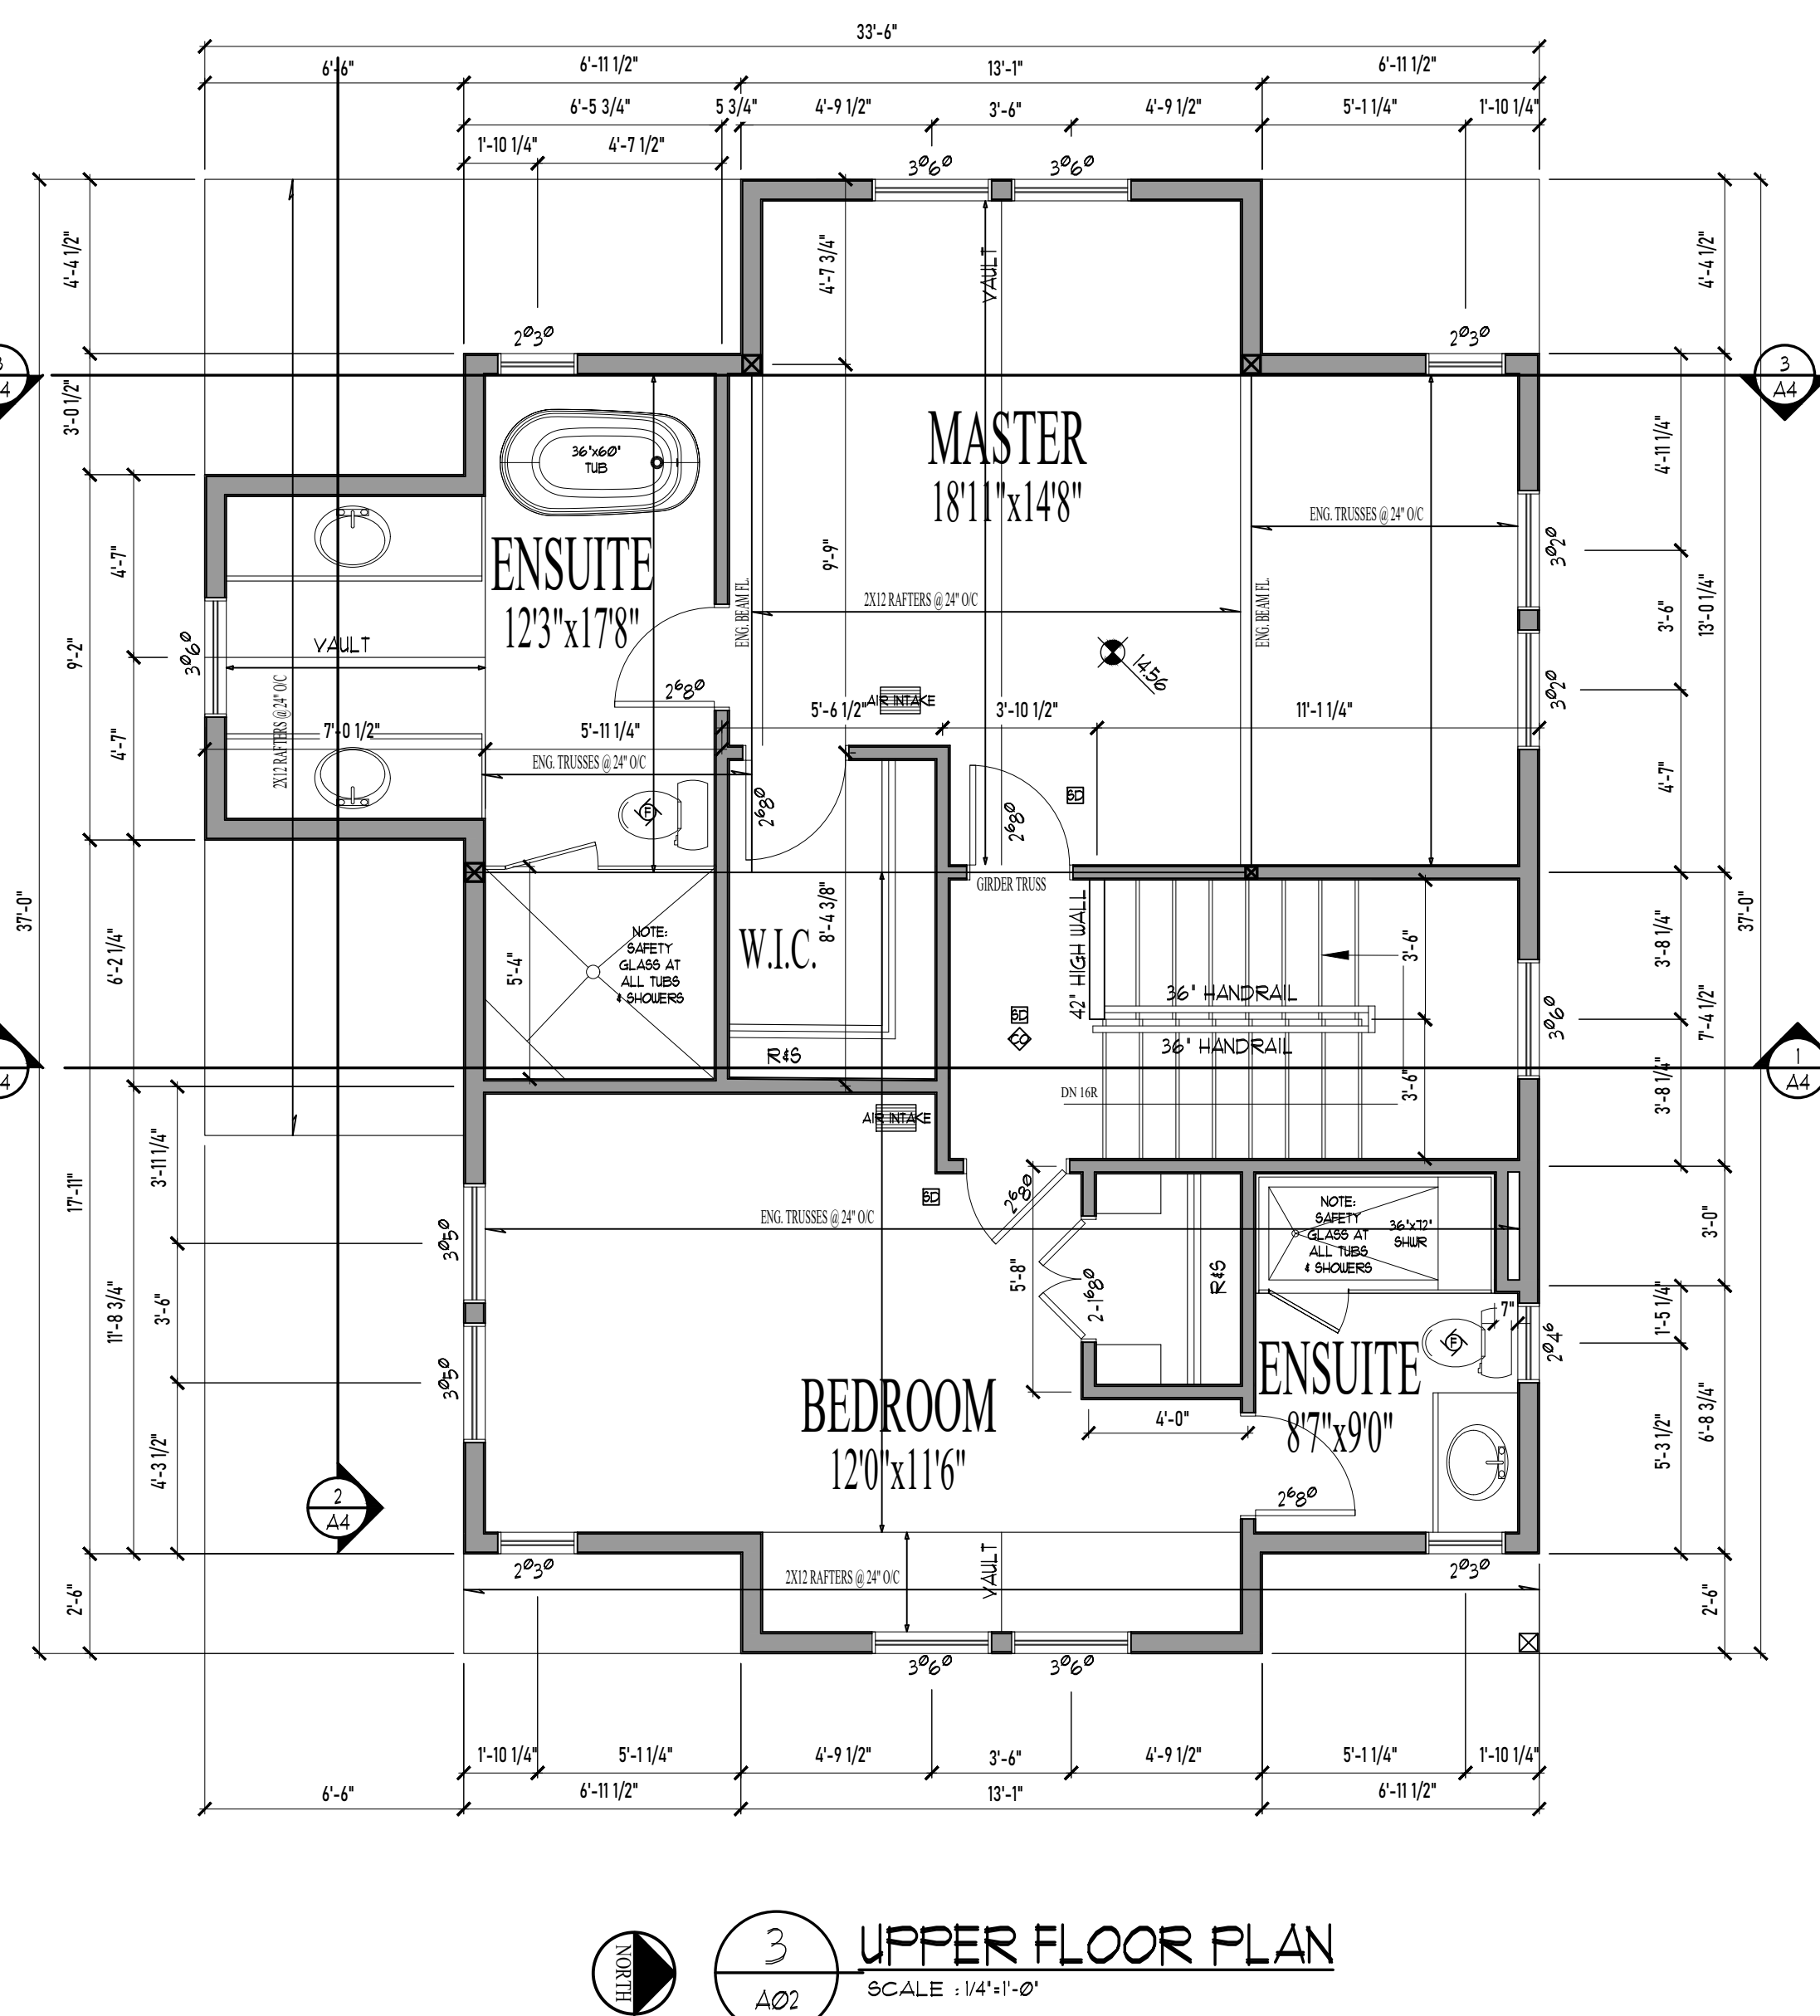 33'-6"
6'-6"
6'-11 1/2"
13'-1"
6'-11 1/2"
6'-5 3/4"
5 3/4"
4'-9 1/2"
3'-6"
4'-9 1/2"
5'-1 1/4"
1'-10 1/4"
1'-10 1/4"
4'-7 1/2"
3⁰6⁰
3⁰6⁰
4'-4 1/2"
4'-7 3/4"
VAULT
4'-4 1/2"
2⁰3⁰
2⁰3⁰
3
A4
3'-0 1/2"
36"x60"
TUB
MASTER
18'11"x14'8"
ENG. TRUSSES @ 24" O/C
4'-11 1/4"
3⁰2⁰
4'-7"
ENSUITE
12'3"x17'8"
9'-9"
ENG. BEAM FL.
2X12 RAFTERS @ 24" O/C
ENG. BEAM FL.
3'-6"
13'-0 1/4"
9'-2"
3⁰6⁰
VAULT
14.56
2⁶8⁰
AIR INTAKE
3⁰2⁰
2X12 RAFTERS @ 24" O/C
7'-0 1/2"
5'-11 1/4"
5'-6 1/2"
3'-10 1/2"
11'-1 1/4"
4'-7"
ENG. TRUSSES @ 24" O/C
4'-7"
F
2⁶8⁰
2⁶8⁰
SD
37'-0"
GIRDER TRUSS
37'-0"
6'-2 1/4"
5'-4"
NOTE:
SAFETY
GLASS AT
ALL TUBS
& SHOWERS
W.I.C.
8'-4 3/8"
42" HIGH WALL
3'-6"
3'-8 1/4"
36" HANDRAIL
SD
CO
3⁰6⁰
7'-4 1/2"
R&S
36" HANDRAIL
4
3'-6"
3'-8 1/4"
1
A4
DN 16R
AIR INTAKE
3'-11 1/4"
17'-11"
SD
2⁶8⁰
NOTE:
SAFETY
GLASS AT
ALL TUBS
& SHOWERS
36"x72"
SHWR
3'-0"
ENG. TRUSSES @ 24" O/C
3⁰5⁰
5'-8"
2-1⁶8⁰
R&S
3'-6"
11'-8 3/4"
7"
1'-5 1/4"
F
2⁰4⁶
3⁰5⁰
ENSUITE
8'7"x9'0"
BEDROOM
12'0"x11'6"
4'-0"
6'-8 3/4"
4'-3 1/2"
5'-3 1/2"
2
A4
2⁶8⁰
2⁰3⁰
2X12 RAFTERS @ 24" O/C
VAULT
2⁰3⁰
2'-6"
2'-6"
3⁰6⁰
3⁰6⁰
1'-10 1/4"
5'-1 1/4"
4'-9 1/2"
3'-6"
4'-9 1/2"
5'-1 1/4"
1'-10 1/4"
6'-6"
6'-11 1/2"
13'-1"
6'-11 1/2"
NORTH
3
A02
UPPER FLOOR PLAN
SCALE : 1/4"=1'-0"